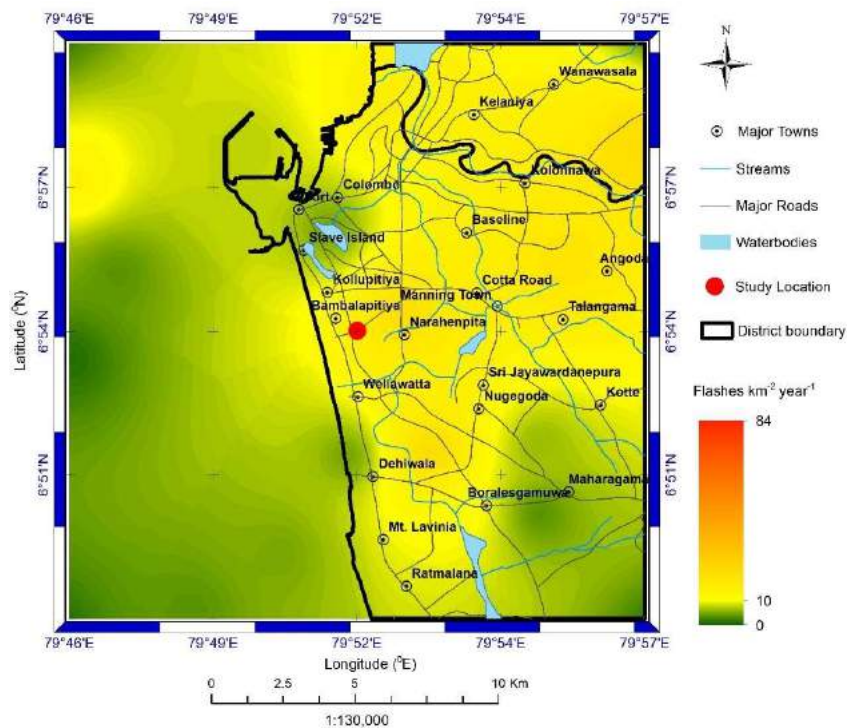 79°46'E 79°49'E 79°52'E 79°54'E 79°57'E
N
Wanawasala
Kelaniya
Major Towns
Kolonnawa
Streams
6°57'N
Colombo
6°57'N
Fort
Major Roads
Baseline
Slave Island
Waterbodies
Angoda
Kollupitiya
Cotta Road
Study Location
Manning Town
Bambalapitiya
Talangama
Latitude (⁰N)
6°54'N
Narahenpita
6°54'N
District boundary
Sri Jayawardanepura
Wellawatta
Nugegoda
Kotte
Flashes km⁻² year⁻¹
84
6°51'N
Dehiwala
6°51'N
Maharagama
Boralesgamuwa
Mt. Lavinia
Ratmalana
10
0
79°46'E 79°49'E 79°52'E 79°54'E 79°57'E
Longitude (⁰E)
0 2.5 5 10 Km
1:130,000